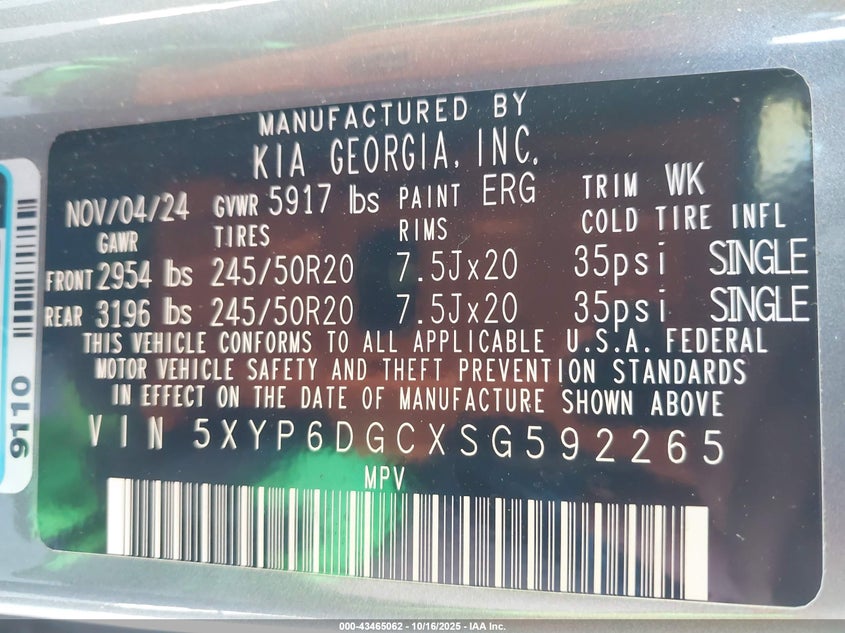 MANUFACTURED BY
KIA GEORGIA, INC.
NOV/04/24 GVWR 5917 lbs PAINT ERG TRIM WK
GAWR TIRES RIMS COLD TIRE INFL
FRONT 2954 lbs 245/50R20 7.5Jx20 35psi SINGLE
REAR 3196 lbs 245/50R20 7.5Jx20 35psi SINGLE
THIS VEHICLE CONFORMS TO ALL APPLICABLE U.S.A. FEDERAL
MOTOR VEHICLE SAFETY AND THEFT PREVENTION STANDARDS
IN EFFECT ON THE DATE OF MANUFACTURE SHOWN ABOVE
VIN 5XYP6DGCXSG592265
MPV
9110
000-43465062 - 10/16/2025 - IAA Inc.